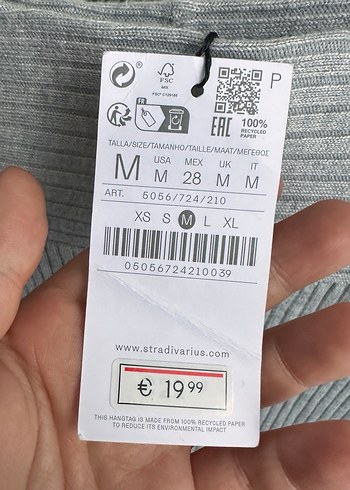 FSC
MIX
P
FR
EAC
100%
RECYCLED
PAPER
TALLA/SIZE/TAMANHO/TAILLE/MAAT/ΜΕΓΕΘΟΣ
M
USA
M
MEX
28
UK
M
IT
M
ART. 5056/724/210
XS S M L XL
05056724210039
www.stradivarius.com
€ 19 99
THIS HANGTAG IS MADE FROM 100% RECYCLED PAPER
TO REDUCE ITS ENVIRONMENTAL IMPACT